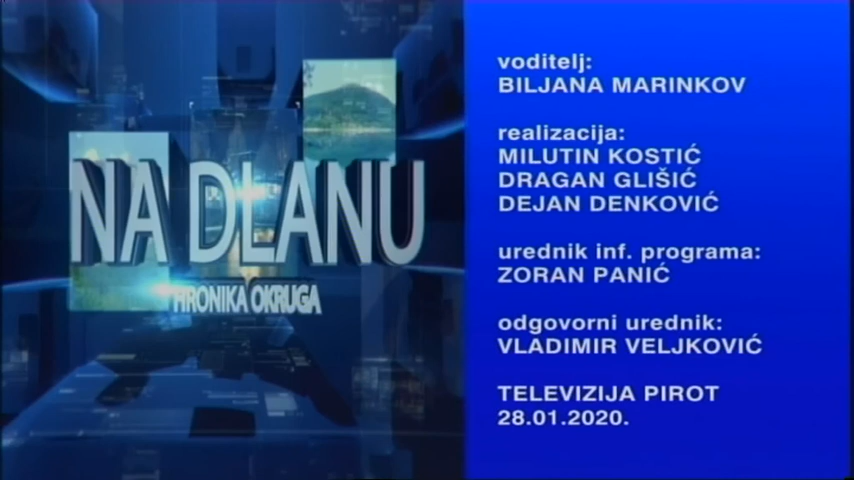 NA DLANU
HRONIKA OKRUGA
voditelj:
BILJANA MARINKOV
realizacija:
MILUTIN KOSTIĆ
DRAGAN GLIŠIĆ
DEJAN DENKOVIĆ
urednik inf. programa:
ZORAN PANIĆ
odgovorni urednik:
VLADIMIR VELJKOVIĆ
TELEVIZIJA PIROT
28.01.2020.